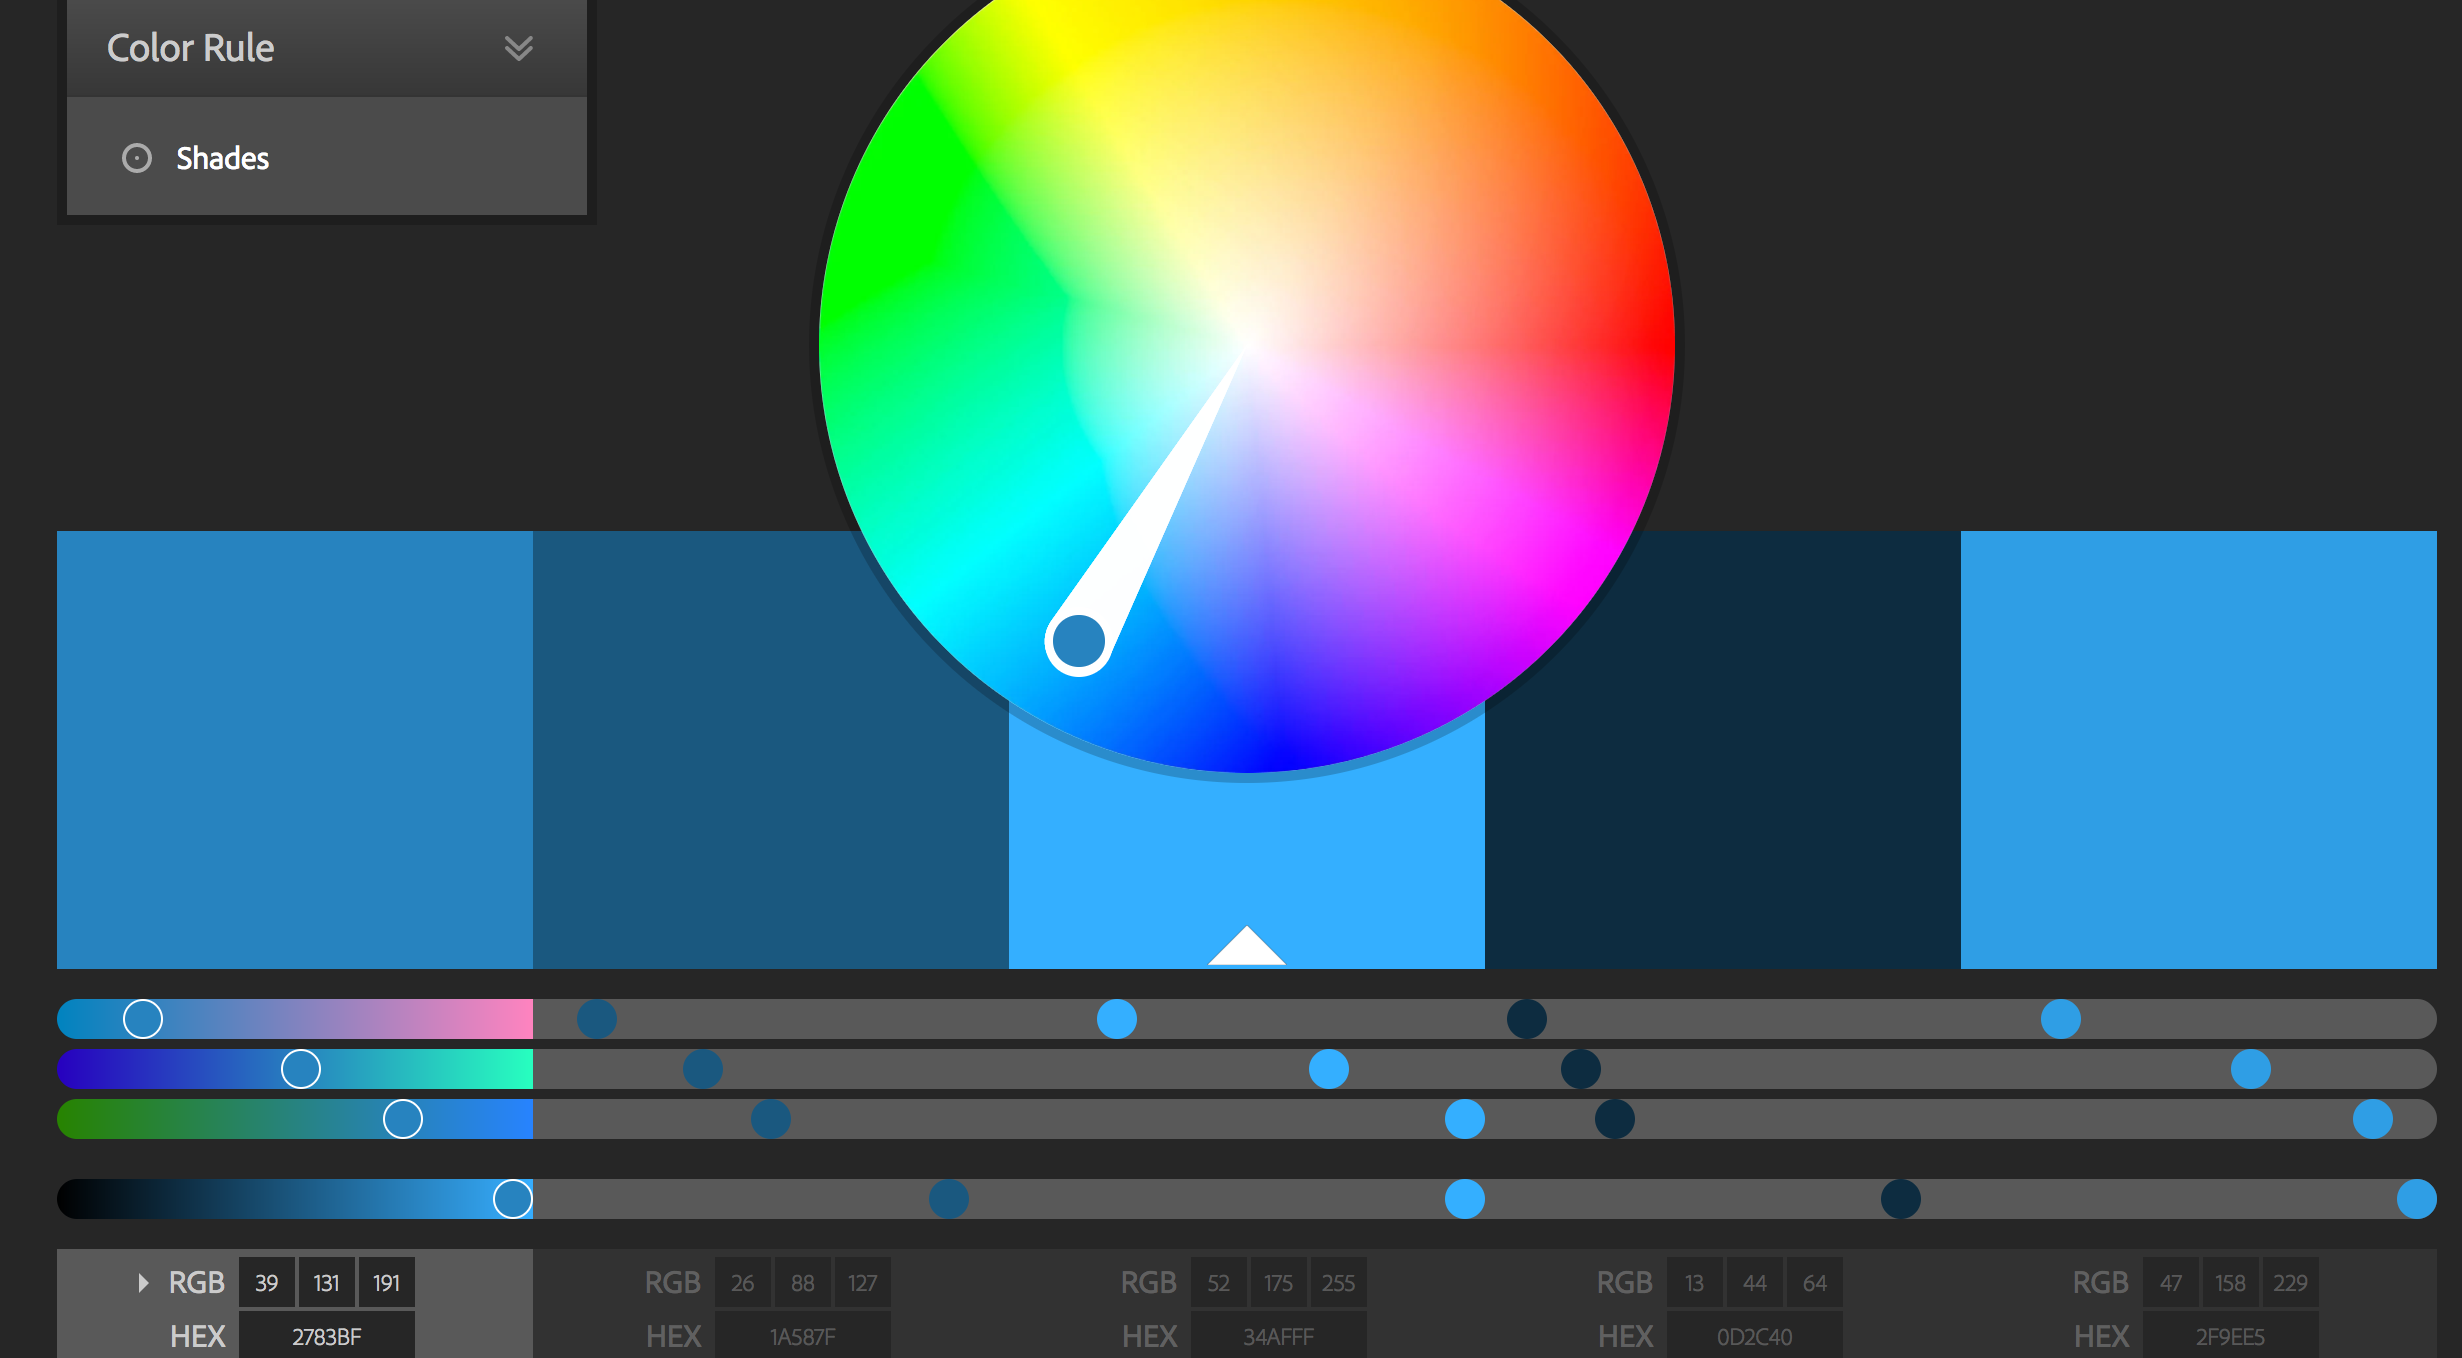 Color Rule
Shades
RGB 39 131 191 RGB 26 88 127 RGB 52 175 255 RGB 13 44 64 RGB 47 158 229
HEX 2783BF HEX 1A587F HEX 34AFFF HEX 0D2C40 HEX 2F9EE5